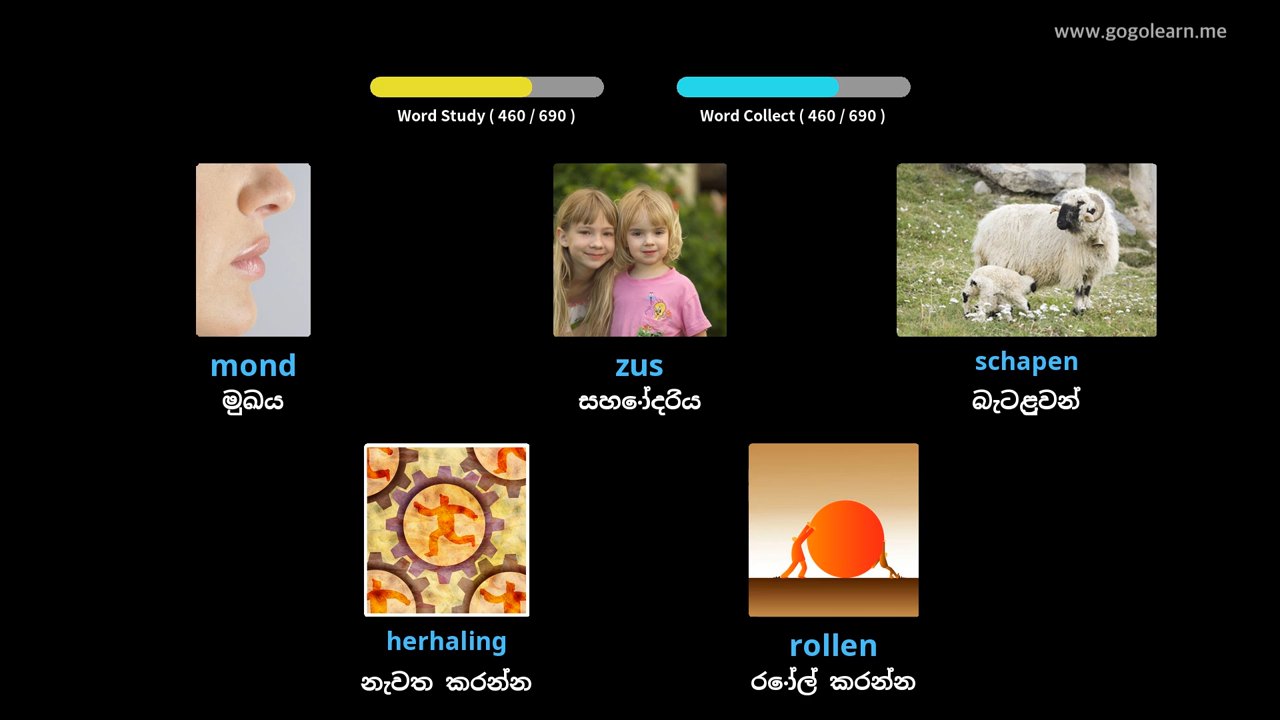 www.gogolearn.me
Word Study ( 460 / 690 )
Word Collect ( 460 / 690 )
mond
මුඛය
zus
සහෝදරිය
schapen
බැටළුවන්
herhaling
නැවත කරන්න
rollen
රෝල් කරන්න